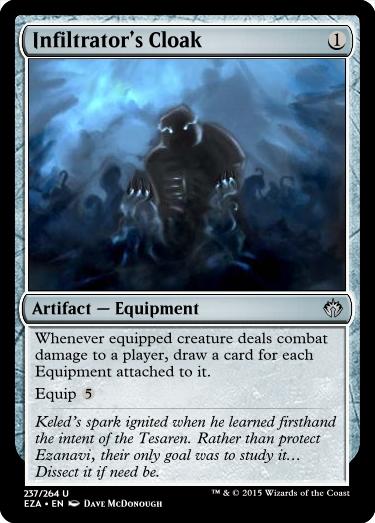 Infiltrator's Cloak 1
Artifact — Equipment
Whenever equipped creature deals combat
damage to a player, draw a card for each
Equipment attached to it.
Equip 5
Keled's spark ignited when he learned firsthand
the intent of the Tesaren. Rather than protect
Ezanavi, their only goal was to study it…
Dissect it if need be.
237/264 U ™ & © 2015 Wizards of the Coast
EZA • EN Dave McDonough